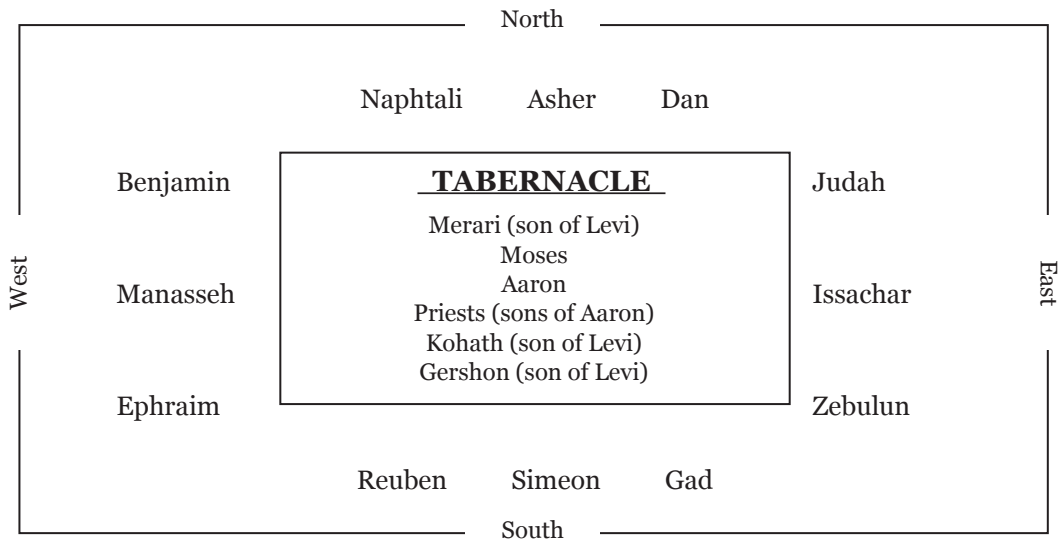 North
Naphtali Asher Dan
Benjamin TABERNACLE Judah
Merari (son of Levi)
Moses
Aaron
West Manasseh Issachar East
Priests (sons of Aaron)
Kohath (son of Levi)
Gershon (son of Levi)
Ephraim Zebulun
Reuben Simeon Gad
South